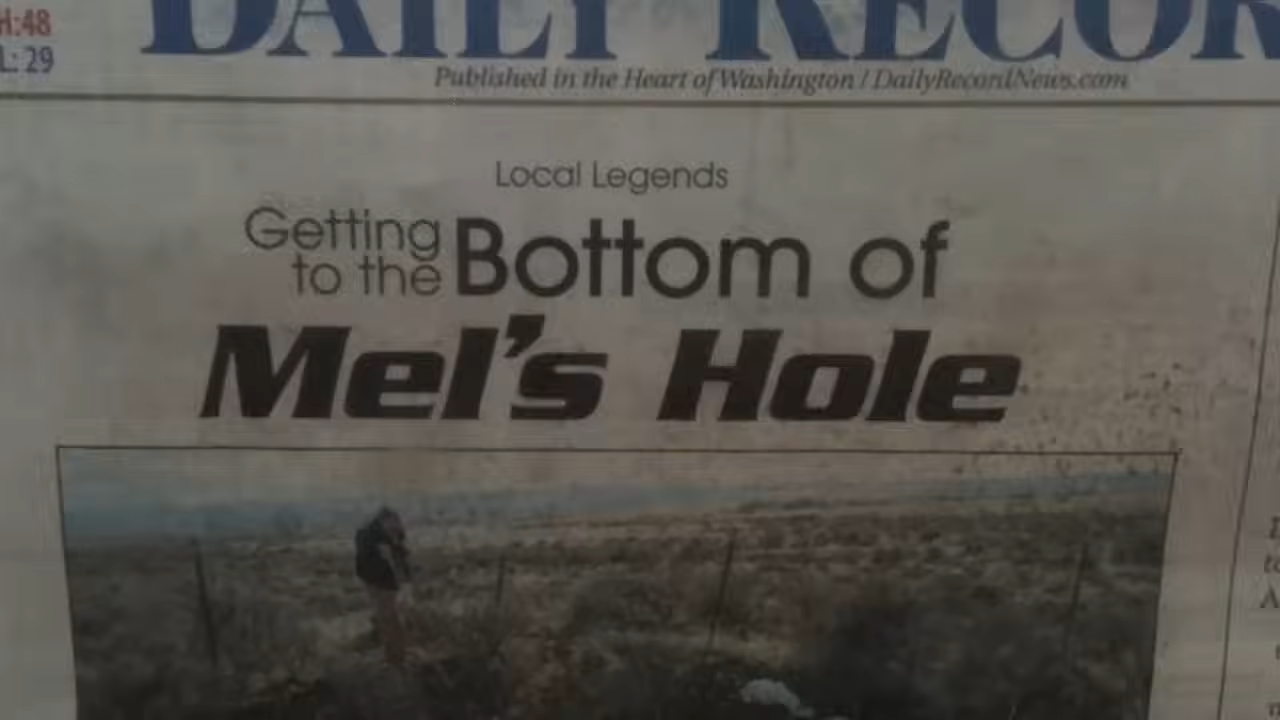 H:48
L: 29
DAILY RECOR
Published in the Heart of Washington / DailyRecordNews.com
Local Legends
Getting
to the Bottom of
Mel's Hole